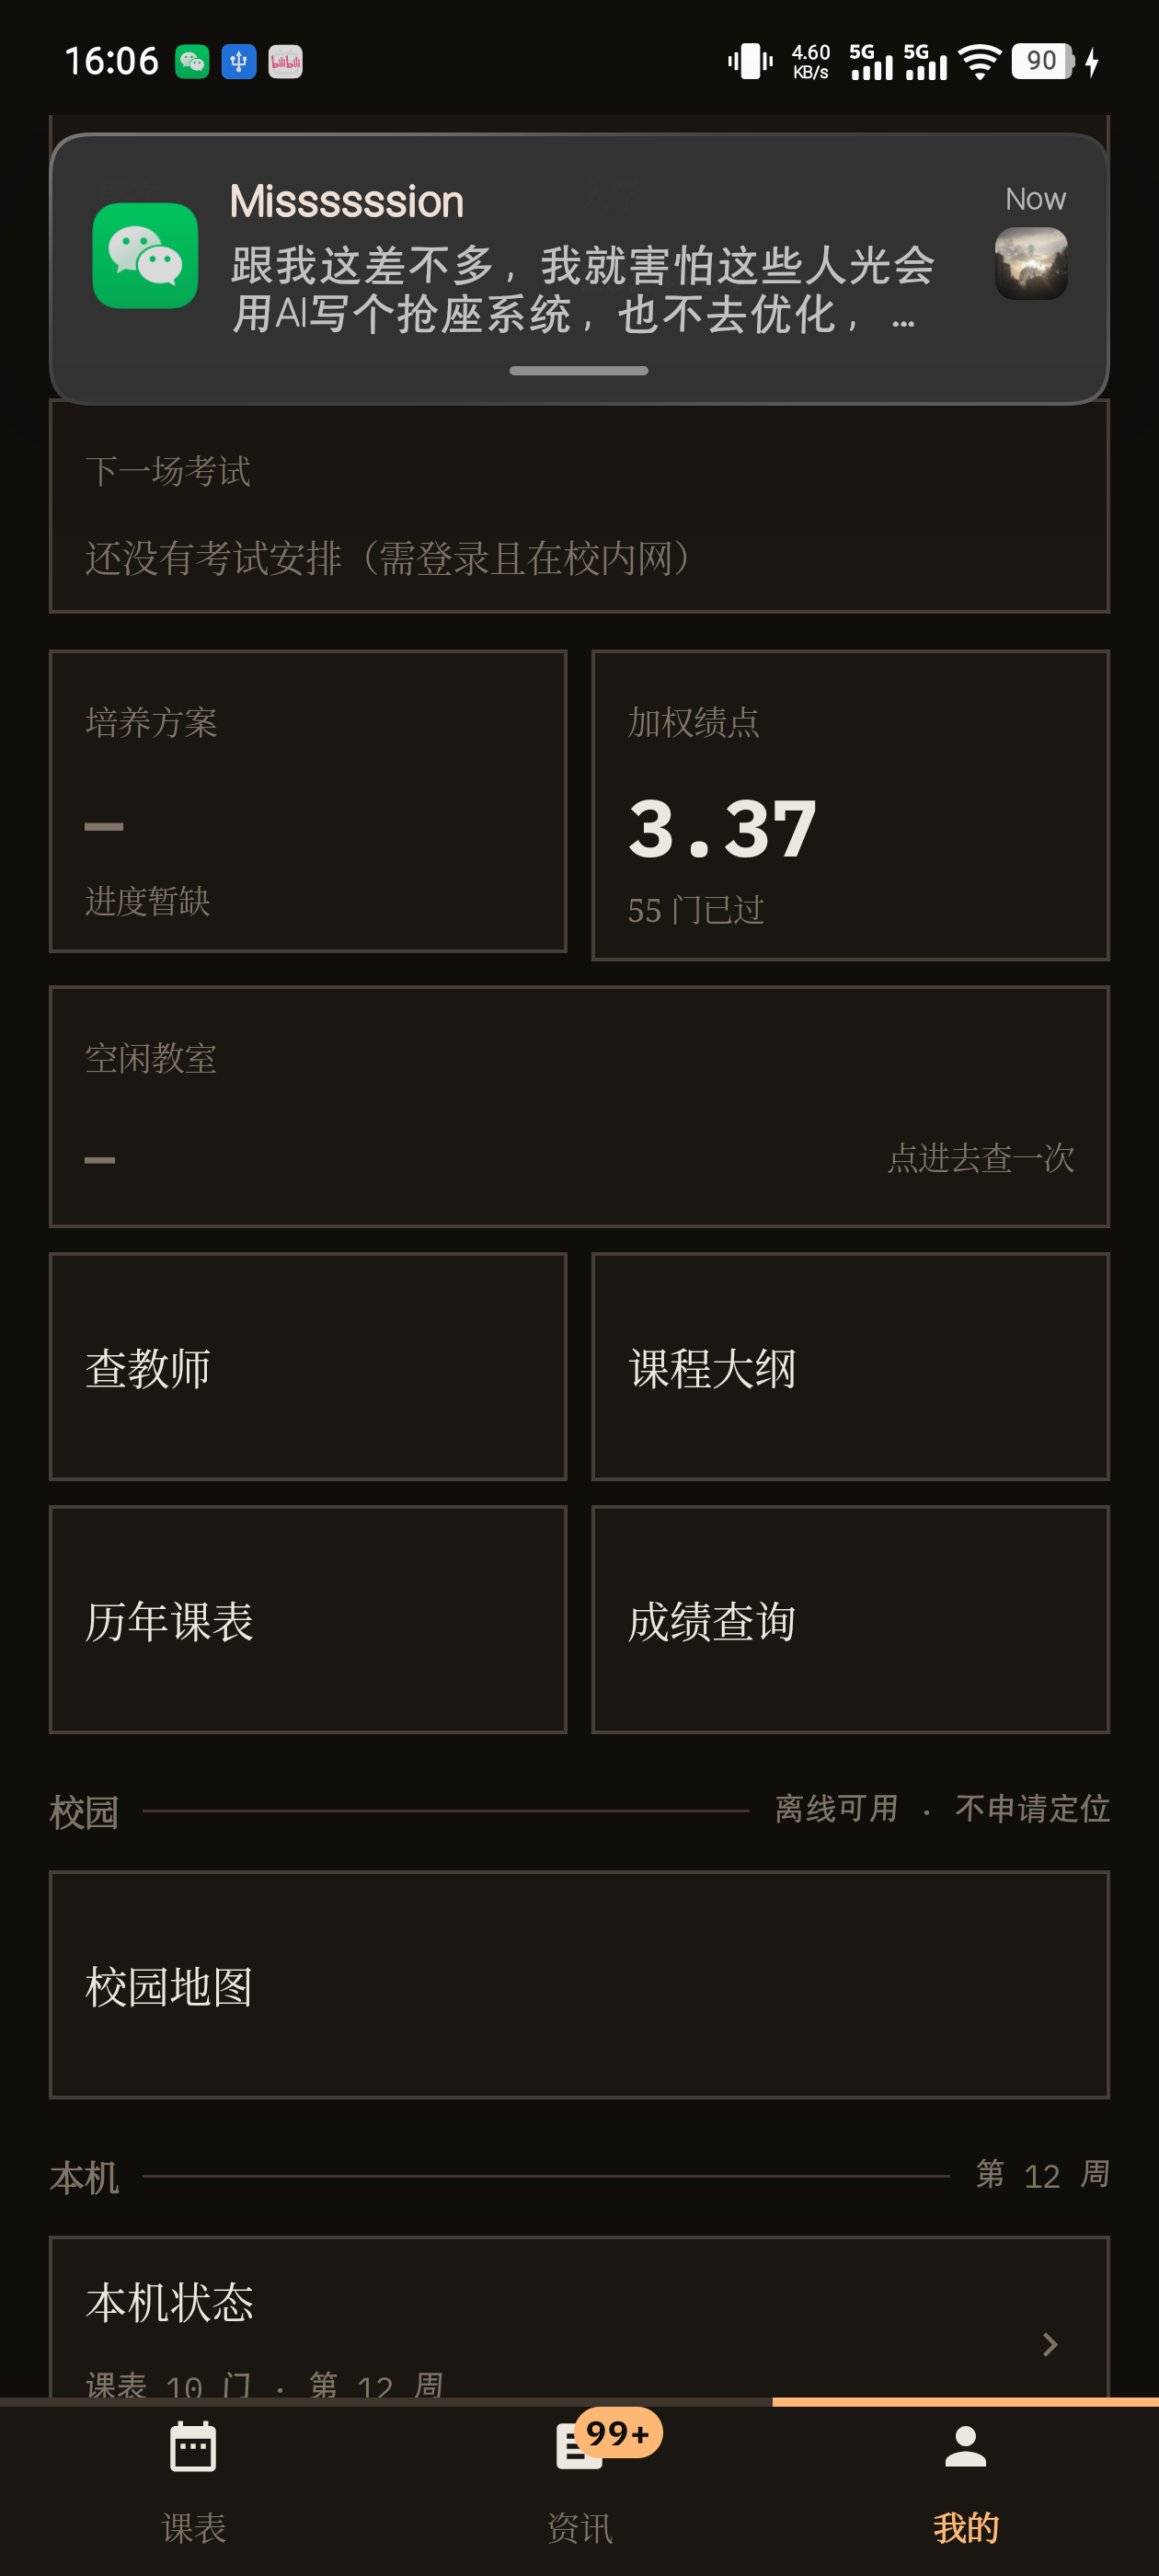 16:06
4.60 KB/s 5G 5G 90
Misssssssion
Now
跟我这差不多，我就害怕这些人光会
用AI写个抢座系统，也不去优化，...
下一场考试
还没有考试安排（需登录且在校内网）
培养方案
加权绩点
—
3.37
进度暂缺
55 门已过
空闲教室
—
点进去查一次
查教师
课程大纲
历年课表
成绩查询
校园
离线可用 · 不申请定位
校园地图
本机
第 12 周
本机状态
课表 10 门 · 第 12 周
99+
课表
资讯
我的